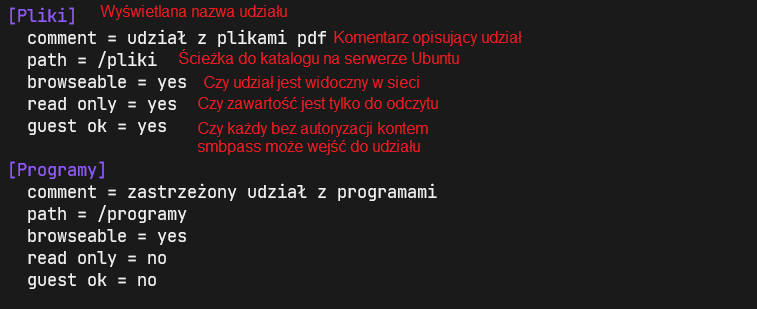 [Pliki] Wyświetlana nazwa udziału
comment = udział z plikami pdf Komentarz opisujący udział
path = /pliki Ścieżka do katalogu na serwerze Ubuntu
browseable = yes Czy udział jest widoczny w sieci
read only = yes Czy zawartość jest tylko do odczytu
guest ok = yes Czy każdy bez autoryzacji kontem
smbpass może wejść do udziału
[Programy]
comment = zastrzeżony udział z programami
path = /programy
browseable = yes
read only = no
guest ok = no